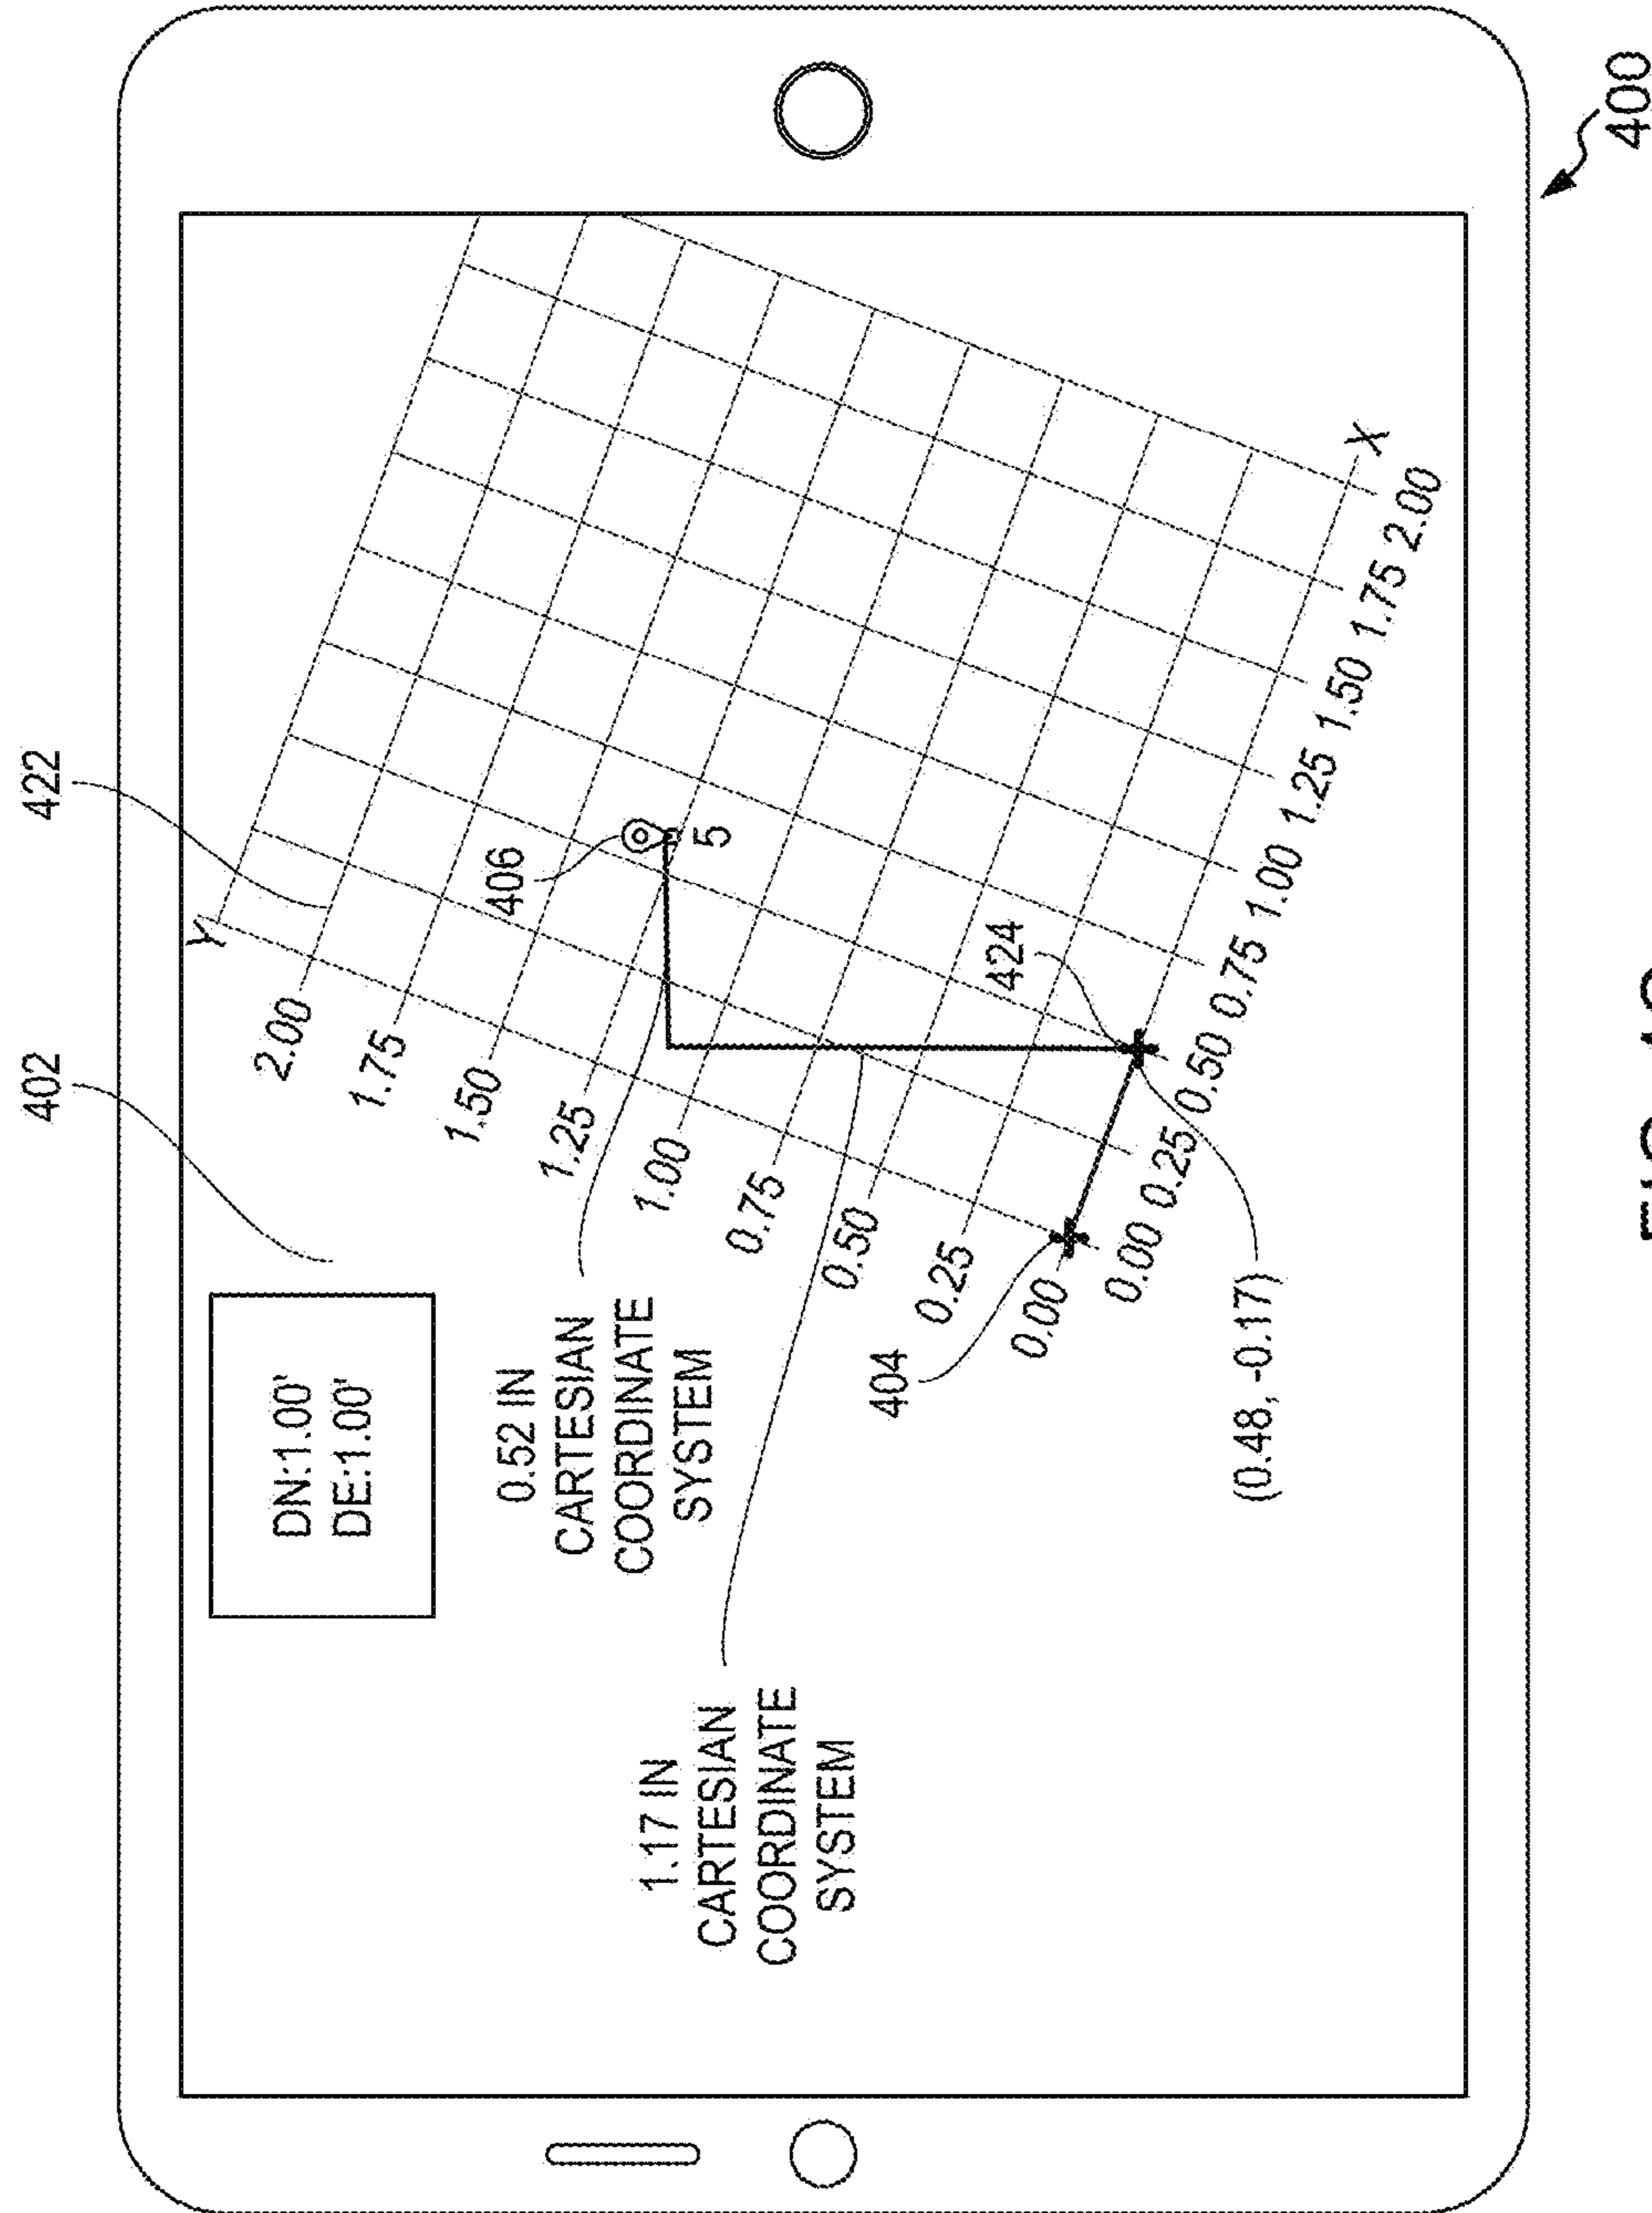 402
422
DN:1.00'
DE:1.00'
Y
2.00
1.75
1.50
1.25
1.00
0.75
0.50
0.25
0.00
406
5
0.52 IN
CARTESIAN
COORDINATE
SYSTEM
1.17 IN
CARTESIAN
COORDINATE
SYSTEM
404
424
0.00 0.25 0.50 0.75 1.00 1.25 1.50 1.75 2.00
X
(0.48, -0.17)
400